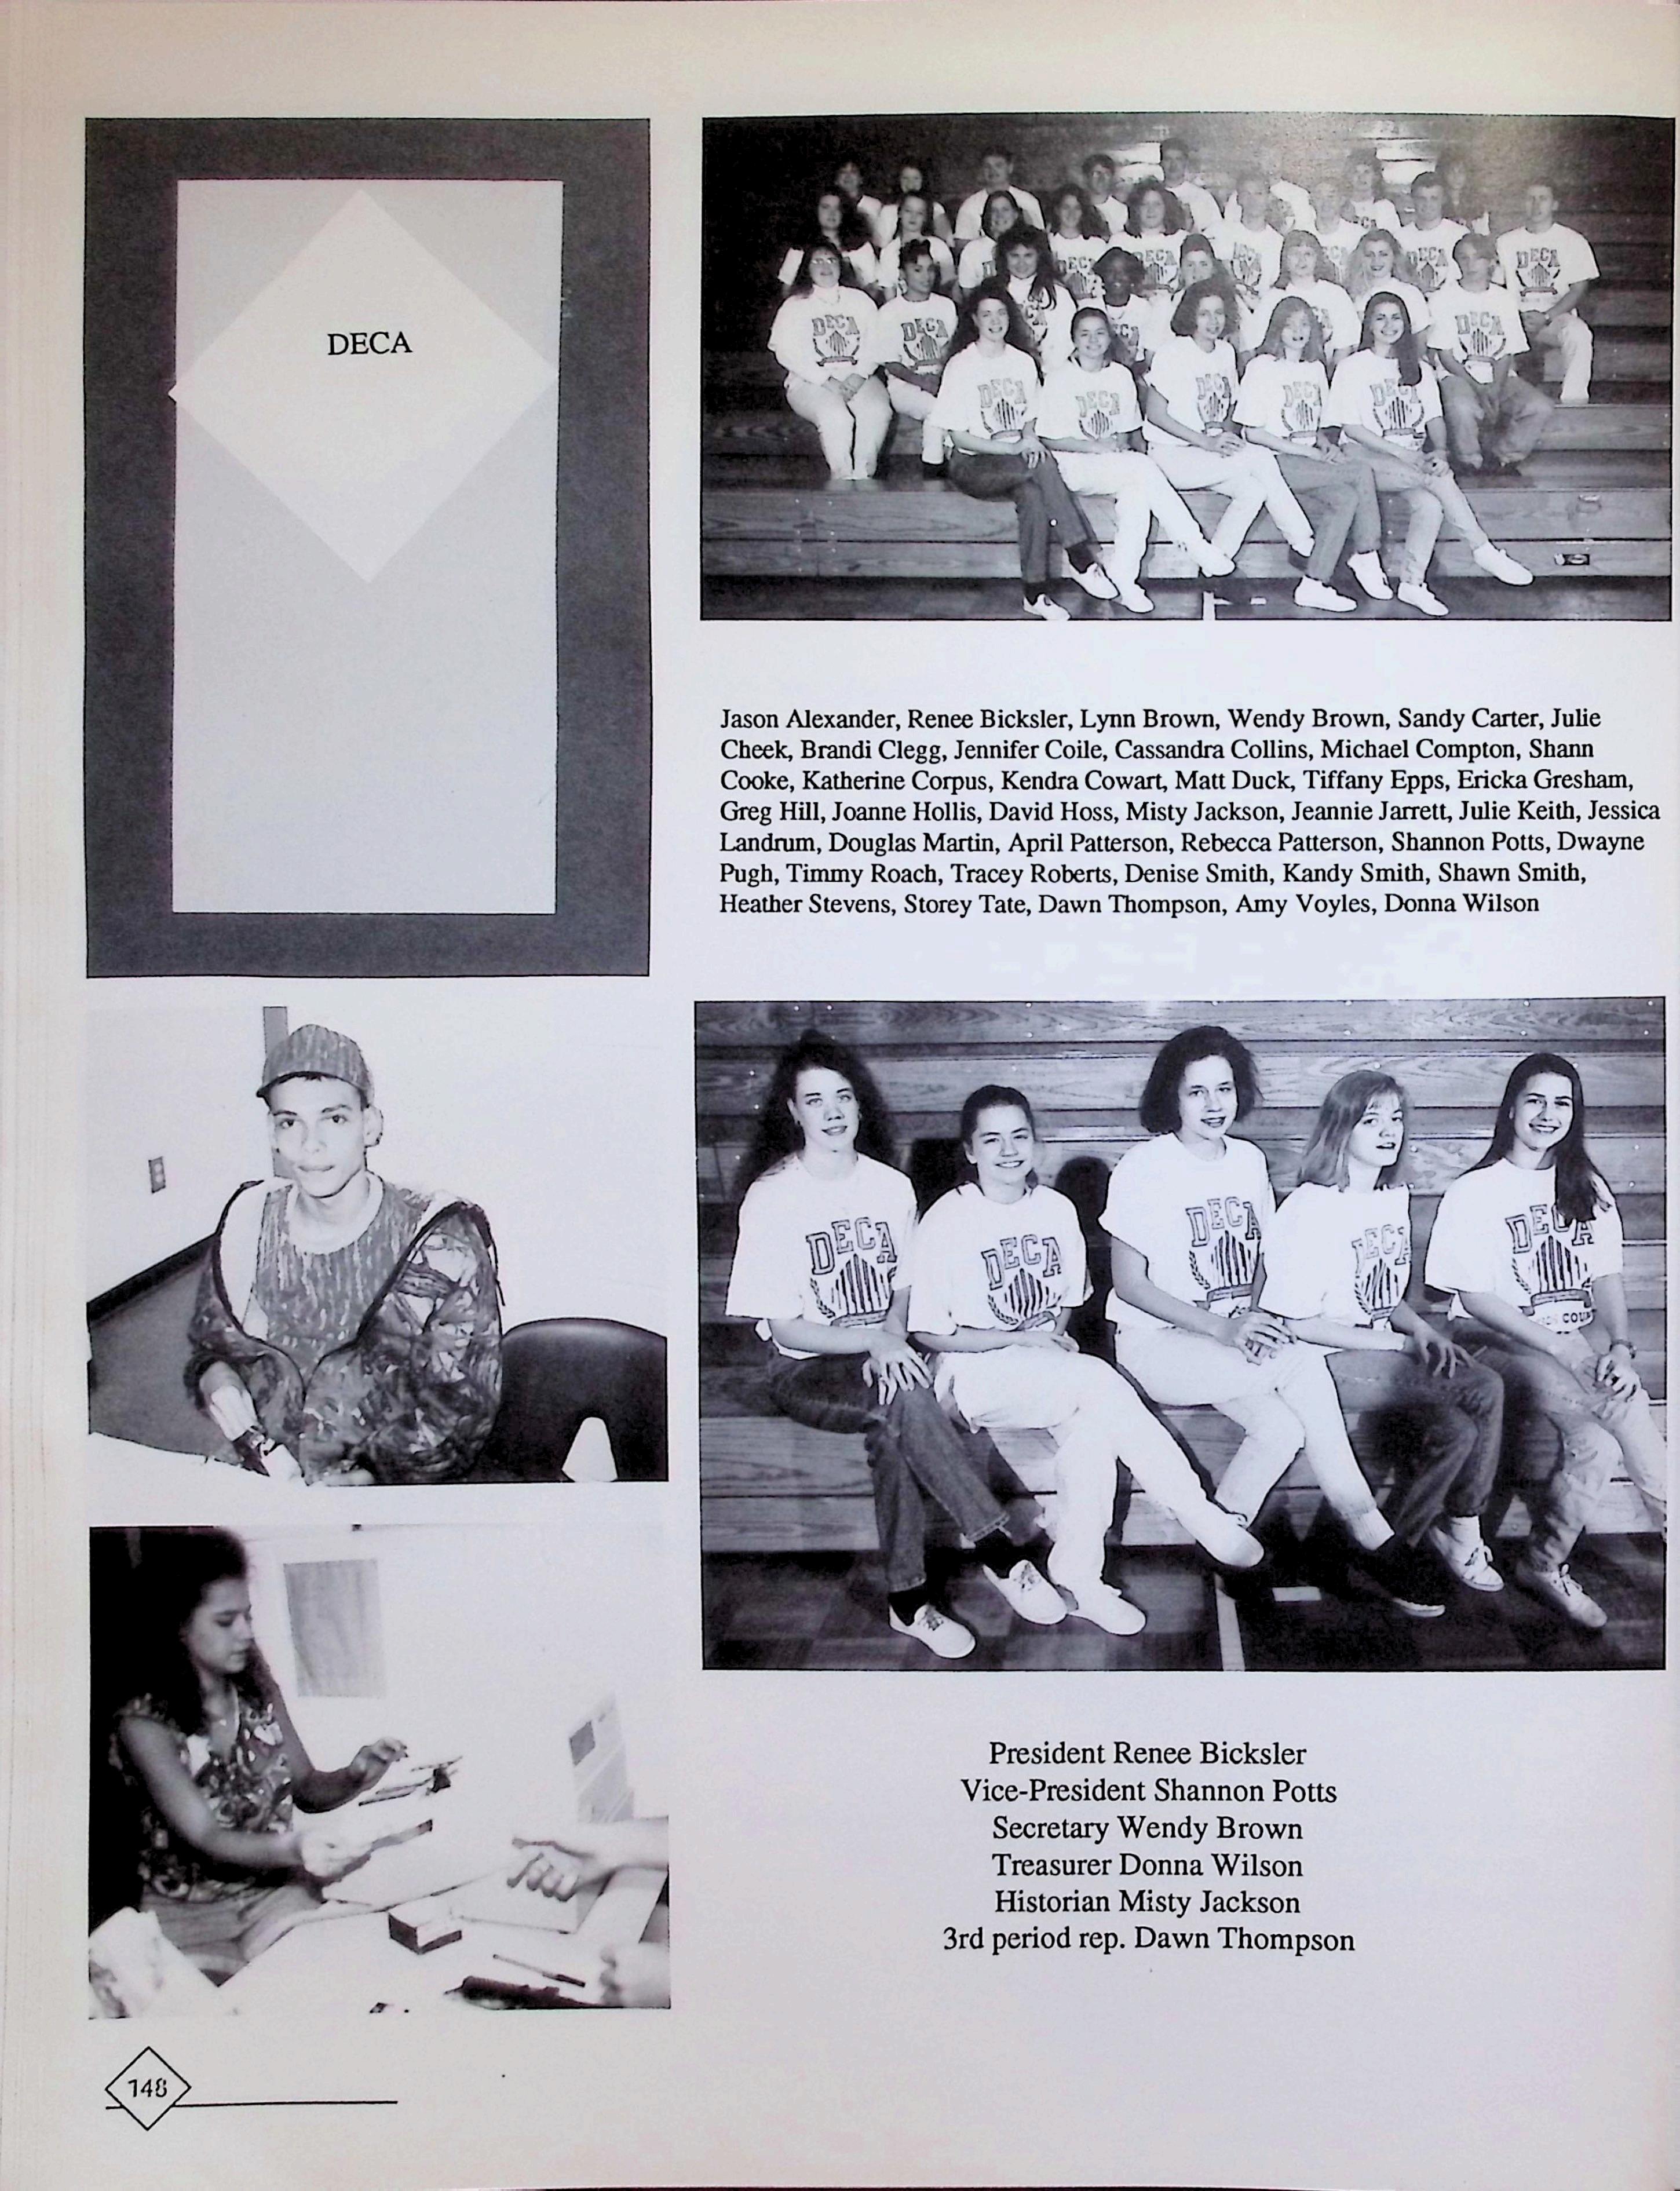 DECA
Jason Alexander, Renee Bicksler, Lynn Brown, Wendy Brown, Sandy Carter, Julie
Cheek, Brandi Clegg, Jennifer Coile, Cassandra Collins, Michael Compton, Shann
Cooke, Katherine Corpus, Kendra Cowart, Matt Duck, Tiffany Epps, Ericka Gresham,
Greg Hill, Joanne Hollis, David Hoss, Misty Jackson, Jeannie Jarrett, Julie Keith, Jessica
Landrum, Douglas Martin, April Patterson, Rebecca Patterson, Shannon Potts, Dwayne
Pugh, Timmy Roach, Tracey Roberts, Denise Smith, Kandy Smith, Shawn Smith,
Heather Stevens, Storey Tate, Dawn Thompson, Amy Voyles, Donna Wilson
DECA
DECA
DECA
DECA
DECA
President Renee Bicksler
Vice-President Shannon Potts
Secretary Wendy Brown
Treasurer Donna Wilson
Historian Misty Jackson
3rd period rep. Dawn Thompson
148